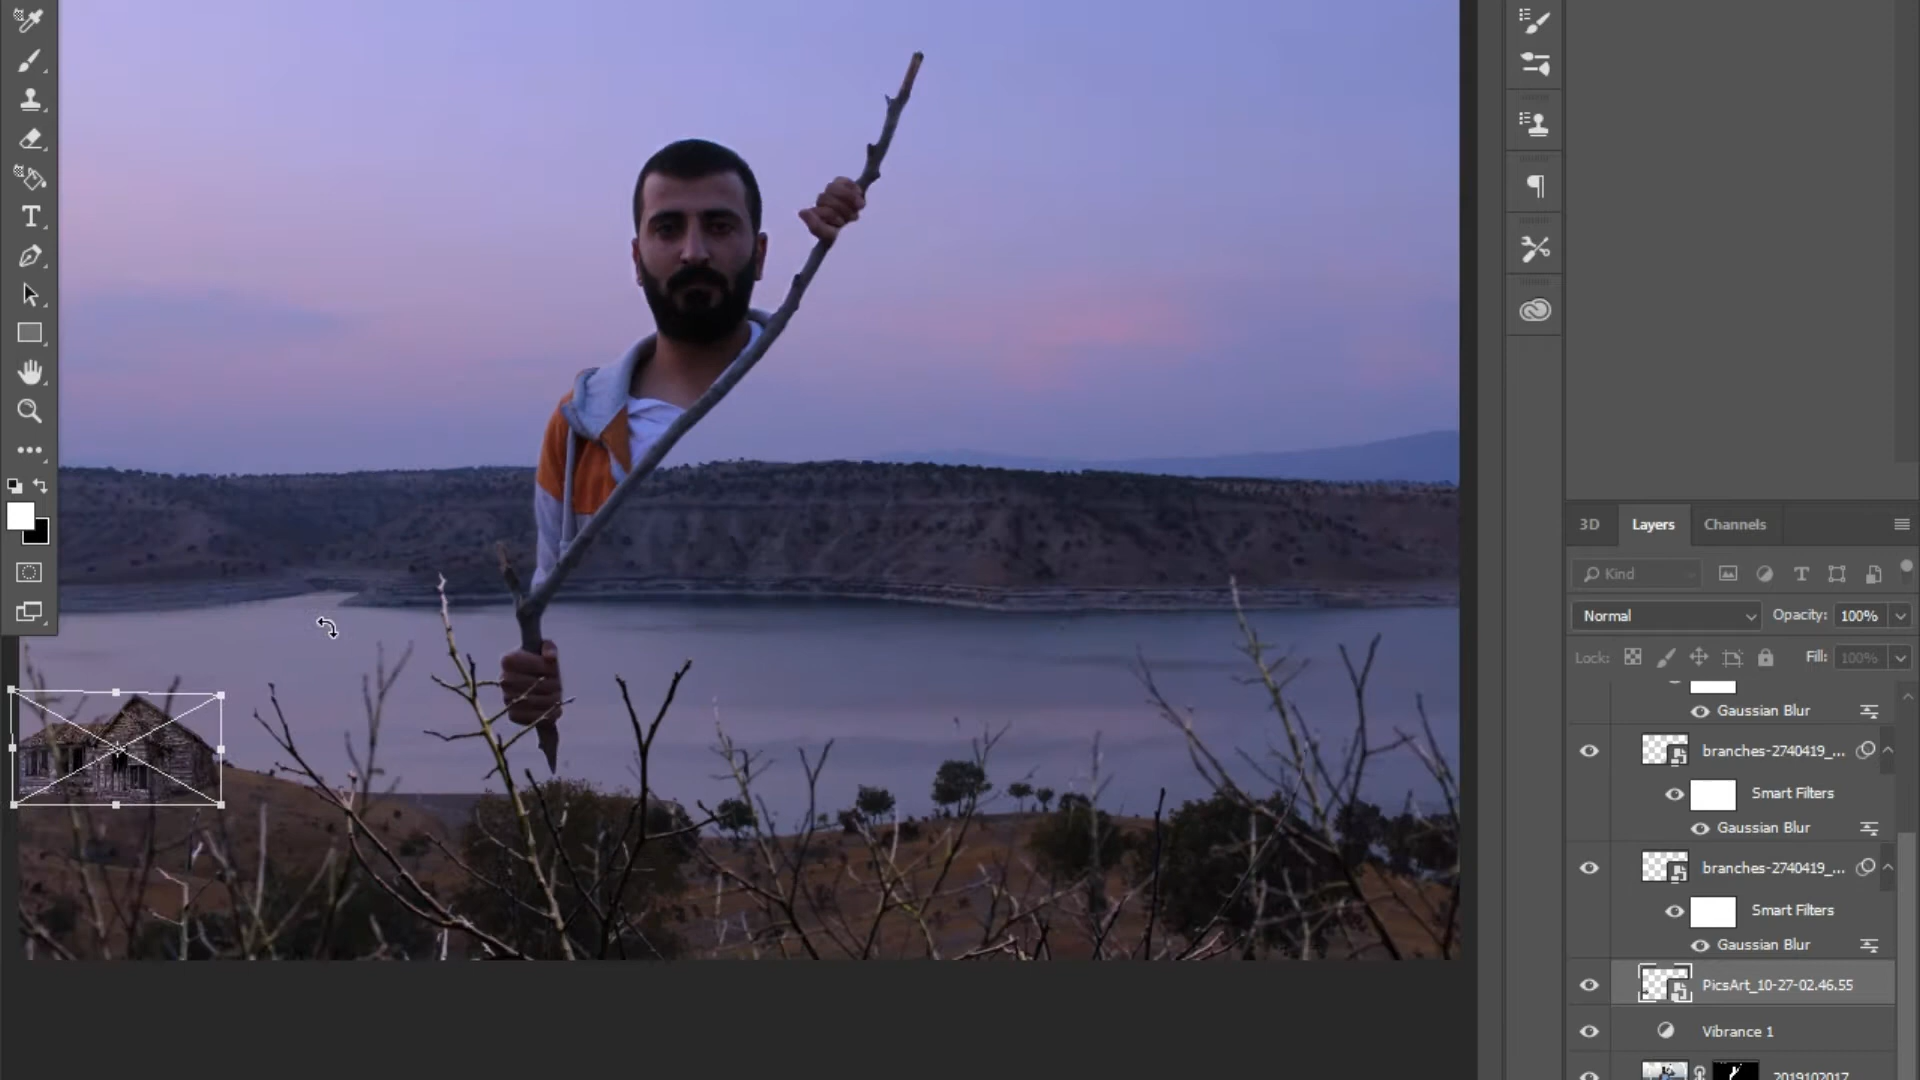 3D Layers Channels
Kind
Normal Opacity: 100%
Lock: Fill: 100%
Gaussian Blur
branches-2740419_...
Smart Filters
Gaussian Blur
branches-2740419_...
Smart Filters
Gaussian Blur
PicsArt_10-27-02.46.55
Vibrance 1
2019102017